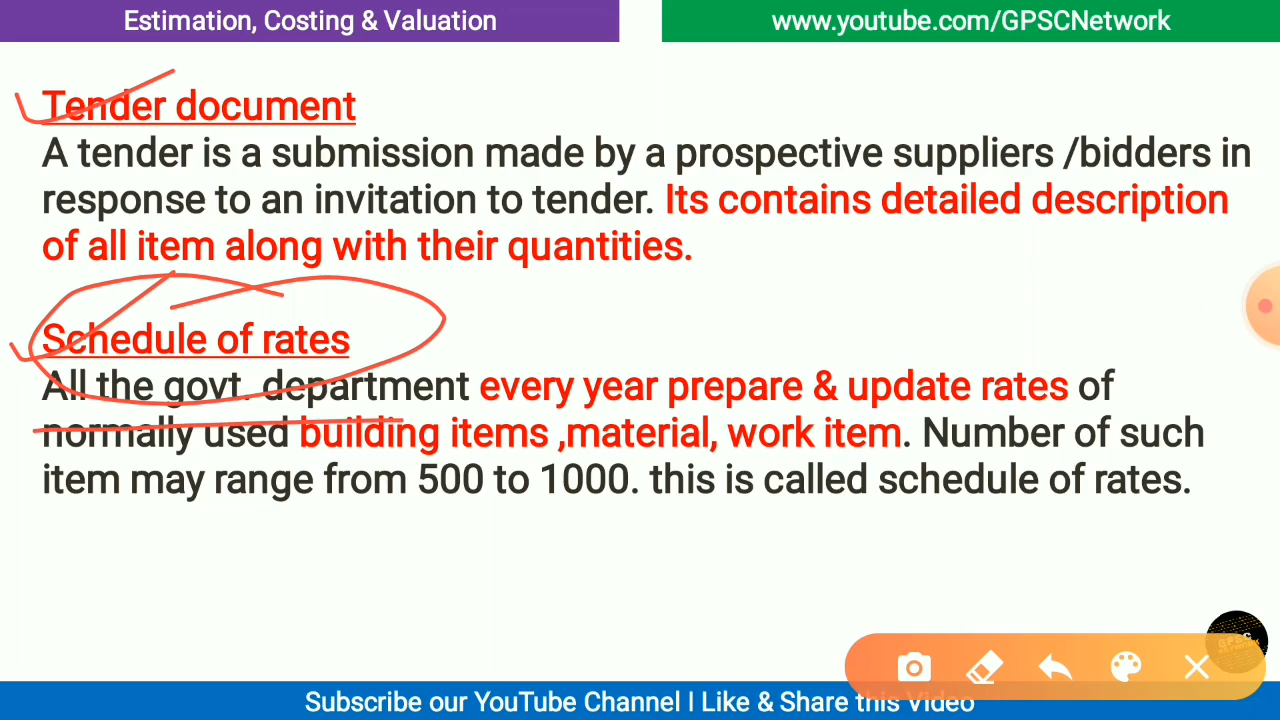 Estimation, Costing & Valuation
www.youtube.com/GPSCNetwork
Tender document
A tender is a submission made by a prospective suppliers /bidders in
response to an invitation to tender. Its contains detailed description
of all item along with their quantities.
Schedule of rates
All the govt. department every year prepare & update rates of
normally used building items ,material, work item. Number of such
item may range from 500 to 1000. this is called schedule of rates.
GPSC
Subscribe our YouTube Channel I Like & Share this Video